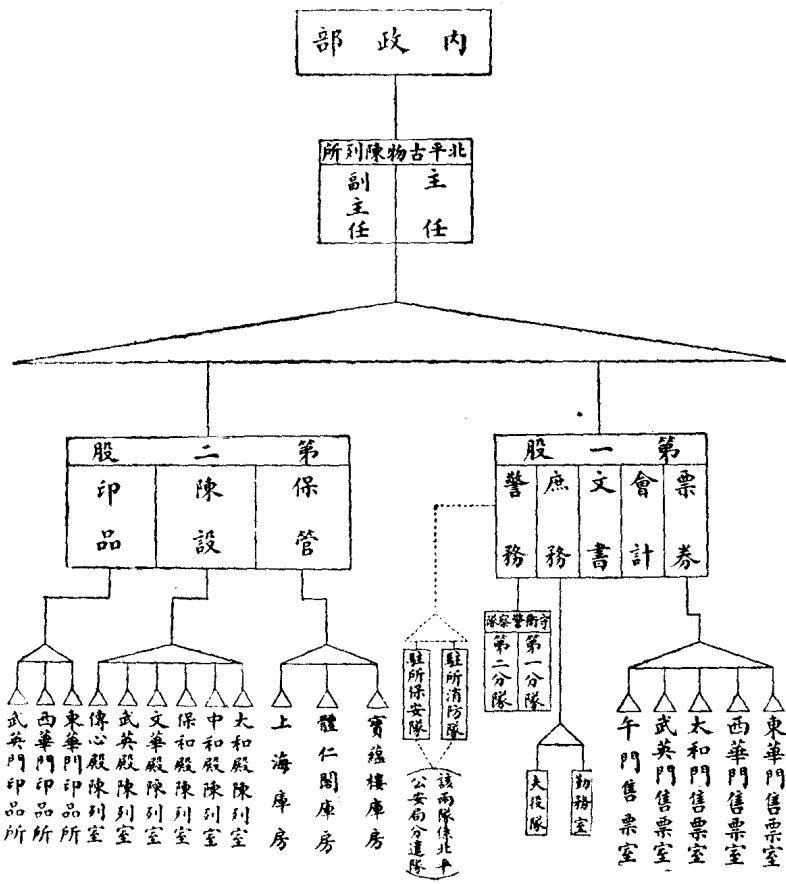 內政部
北平古物陳列所
主任
副主任
第一股
票券
會計
文書
庶務
警務
第二股
保管
陳設
印品
守衛警察隊
第一分隊
第二分隊
駐所消防隊
駐所保安隊
(該兩隊係北平
公安局分遣隊)
勤務室
夫役隊
東華門售票室
西華門售票室
太和門售票室
武英門售票室
午門售票室
寶蘊樓庫房
體仁閣庫房
上海庫房
太和殿陳列室
中和殿陳列室
保和殿陳列室
文華殿陳列室
武英殿陳列室
傳心殿陳列室
東華門印品所
西華門印品所
武英門印品所